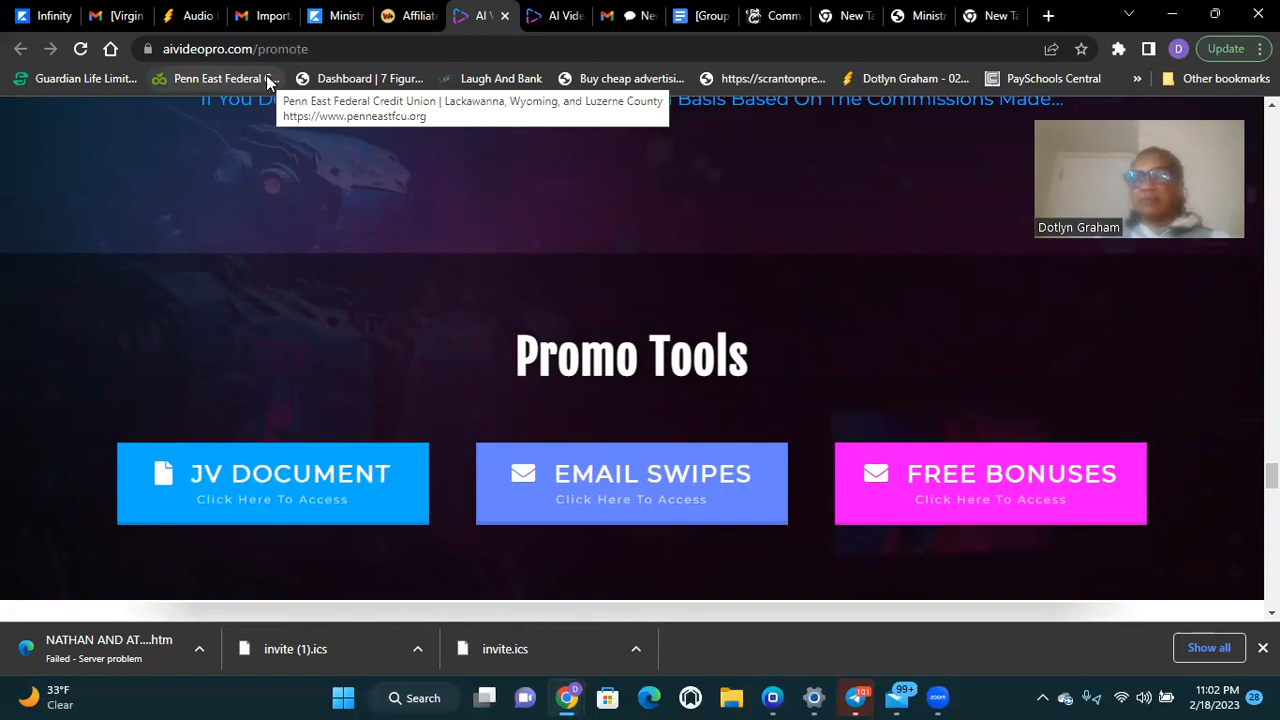 Infinity
[Virgin
Audio
Import
Ministr
Affiliate
AI V
AI Vide
Ne
[Group
Comm
New Ta
Ministr
New Ta
aivideopro.com/promote
D
Update
Guardian Life Limit...
Penn East Federal C...
Dashboard | 7 Figur...
Laugh And Bank
Buy cheap advertisi...
https://scrantonpre...
Dotlyn Graham - 02...
PaySchools Central
»
Other bookmarks
Basis Based On The Commissions Made...
Penn East Federal Credit Union | Lackawanna, Wyoming, and Luzerne County
https://www.penneastfcu.org
Dotlyn Graham
Promo Tools
JV DOCUMENT
Click Here To Access
EMAIL SWIPES
Click Here To Access
FREE BONUSES
Click Here To Access
NATHAN AND AT....htm
Failed - Server problem
invite (1).ics
invite.ics
Show all
33°F
Clear
Search
D
101
99+
zoom
11:02 PM
2/18/2023
28